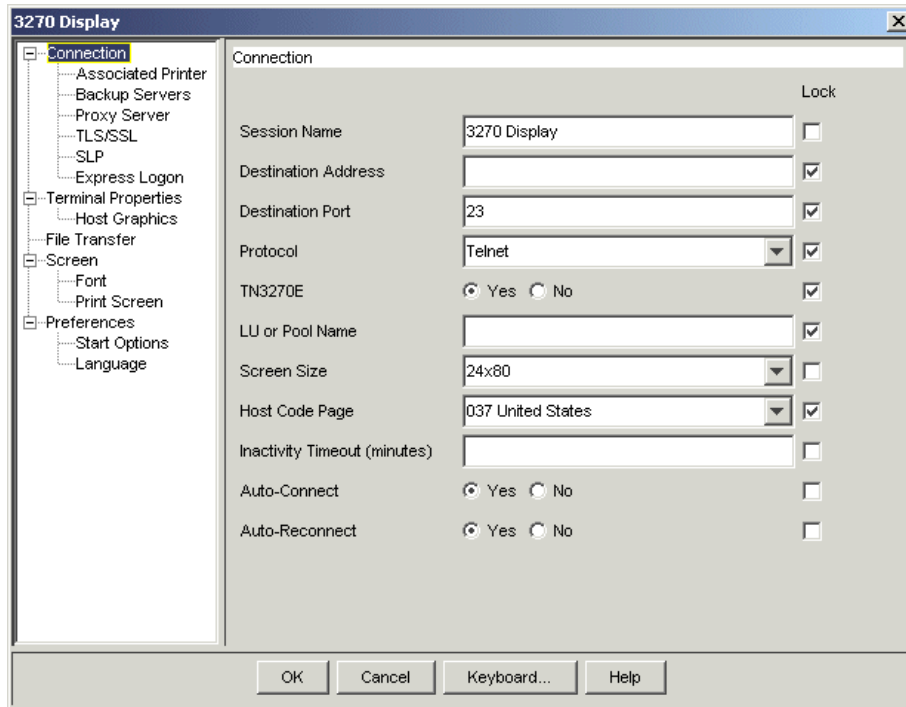 3270 Display
Connection
Associated Printer
Backup Servers
Proxy Server
TLS/SSL
SLP
Express Logon
Terminal Properties
Host Graphics
File Transfer
Screen
Font
Print Screen
Preferences
Start Options
Language
Connection
Lock
Session Name 3270 Display
Destination Address
Destination Port 23
Protocol Telnet
TN3270E Yes No
LU or Pool Name
Screen Size 24x80
Host Code Page 037 United States
Inactivity Timeout (minutes)
Auto-Connect Yes No
Auto-Reconnect Yes No
OK Cancel Keyboard... Help